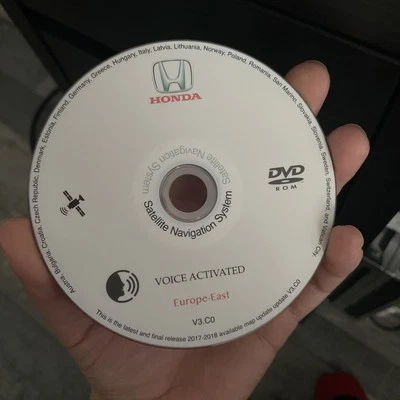 Austria, Bulgaria, Croatia, Czech Republic, Denmark, Estonia, Finland, Germany, Greece, Hungary, Italy, Latvia, Lithuania, Norway, Poland, Romania, San Marino, Slovakia, Slovenia, Sweden, Switzerland, and Vatican City
HONDA
Satellite Navigation System
Satellite Navigation System
DVD
ROM
VOICE ACTIVATED
Europe-East
V3.C0
This is the latest and final release 2017-2018 available map update update V3.C0